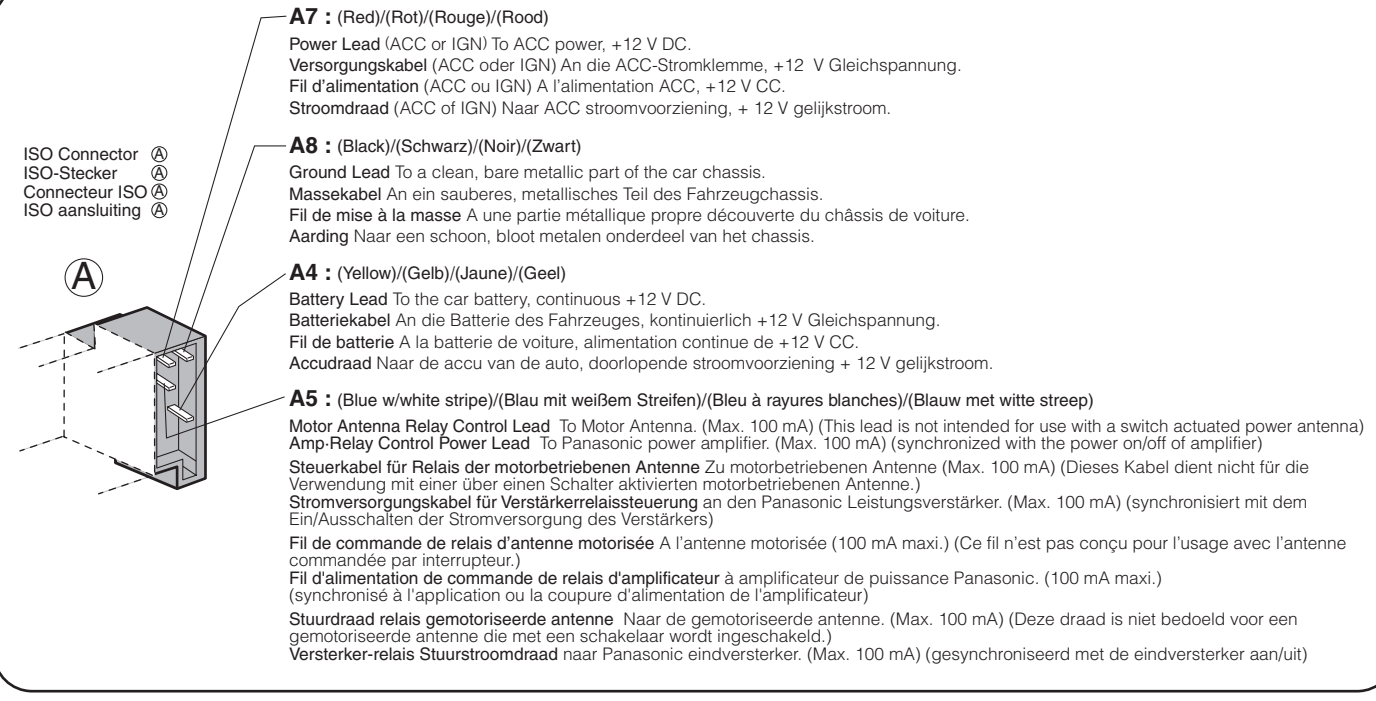 A7 : (Red)/(Rot)/(Rouge)/(Rood)
Power Lead (ACC or IGN) To ACC power, +12 V DC.
Versorgungskabel (ACC oder IGN) An die ACC-Stromklemme, +12 V Gleichspannung.
Fil d’alimentation (ACC ou IGN) A l’alimentation ACC, +12 V CC.
Stroomdraad (ACC of IGN) Naar ACC stroomvoorziening, + 12 V gelijkstroom.
ISO Connector Ⓐ
ISO-Stecker Ⓐ
Connecteur ISO Ⓐ
ISO aansluiting Ⓐ
Ⓐ
A8 : (Black)/(Schwarz)/(Noir)/(Zwart)
Ground Lead To a clean, bare metallic part of the car chassis.
Massekabel An ein sauberes, metallisches Teil des Fahrzeugchassis.
Fil de mise à la masse A une partie métallique propre découverte du châssis de voiture.
Aarding Naar een schoon, bloot metalen onderdeel van het chassis.
A4 : (Yellow)/(Gelb)/(Jaune)/(Geel)
Battery Lead To the car battery, continuous +12 V DC.
Batteriekabel An die Batterie des Fahrzeuges, kontinuierlich +12 V Gleichspannung.
Fil de batterie A la batterie de voiture, alimentation continue de +12 V CC.
Accudraad Naar de accu van de auto, doorlopende stroomvoorziening + 12 V gelijkstroom.
A5 : (Blue w/white stripe)/(Blau mit weißem Streifen)/(Bleu à rayures blanches)/(Blauw met witte streep)
Motor Antenna Relay Control Lead To Motor Antenna. (Max. 100 mA) (This lead is not intended for use with a switch actuated power antenna)
Amp·Relay Control Power Lead To Panasonic power amplifier. (Max. 100 mA) (synchronized with the power on/off of amplifier)
Steuerkabel für Relais der motorbetriebenen Antenne Zu motorbetriebenen Antenne (Max. 100 mA) (Dieses Kabel dient nicht für die
Verwendung mit einer über einen Schalter aktivierten motorbetriebenen Antenne.)
Stromversorgungskabel für Verstärkerrelaissteuerung an den Panasonic Leistungsverstärker. (Max. 100 mA) (synchronisiert mit dem
Ein/Ausschalten der Stromversorgung des Verstärkers)
Fil de commande de relais d’antenne motorisée A l’antenne motorisée (100 mA maxi.) (Ce fil n’est pas conçu pour l’usage avec l’antenne
commandée par interrupteur.)
Fil d'alimentation de commande de relais d'amplificateur à amplificateur de puissance Panasonic. (100 mA maxi.)
(synchronisé à l'application ou la coupure d'alimentation de l'amplificateur)
Stuurdraad relais gemotoriseerde antenne Naar de gemotoriseerde antenne. (Max. 100 mA) (Deze draad is niet bedoeld voor een
gemotoriseerde antenne die met een schakelaar wordt ingeschakeld.)
Versterker-relais Stuurstroomdraad naar Panasonic eindversterker. (Max. 100 mA) (gesynchroniseerd met de eindversterker aan/uit)